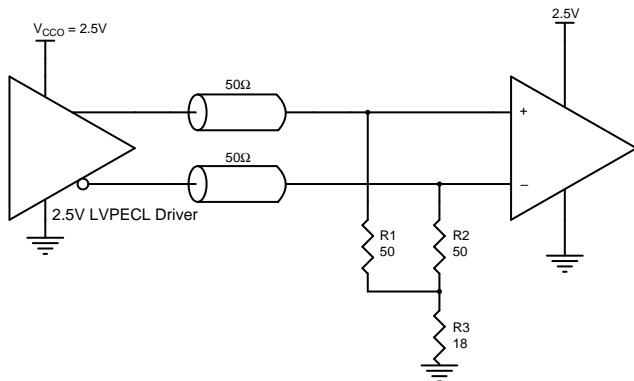 V_CCO = 2.5V
2.5V
50Ω
+
50Ω
−
2.5V LVPECL Driver
R1
50
R2
50
R3
18